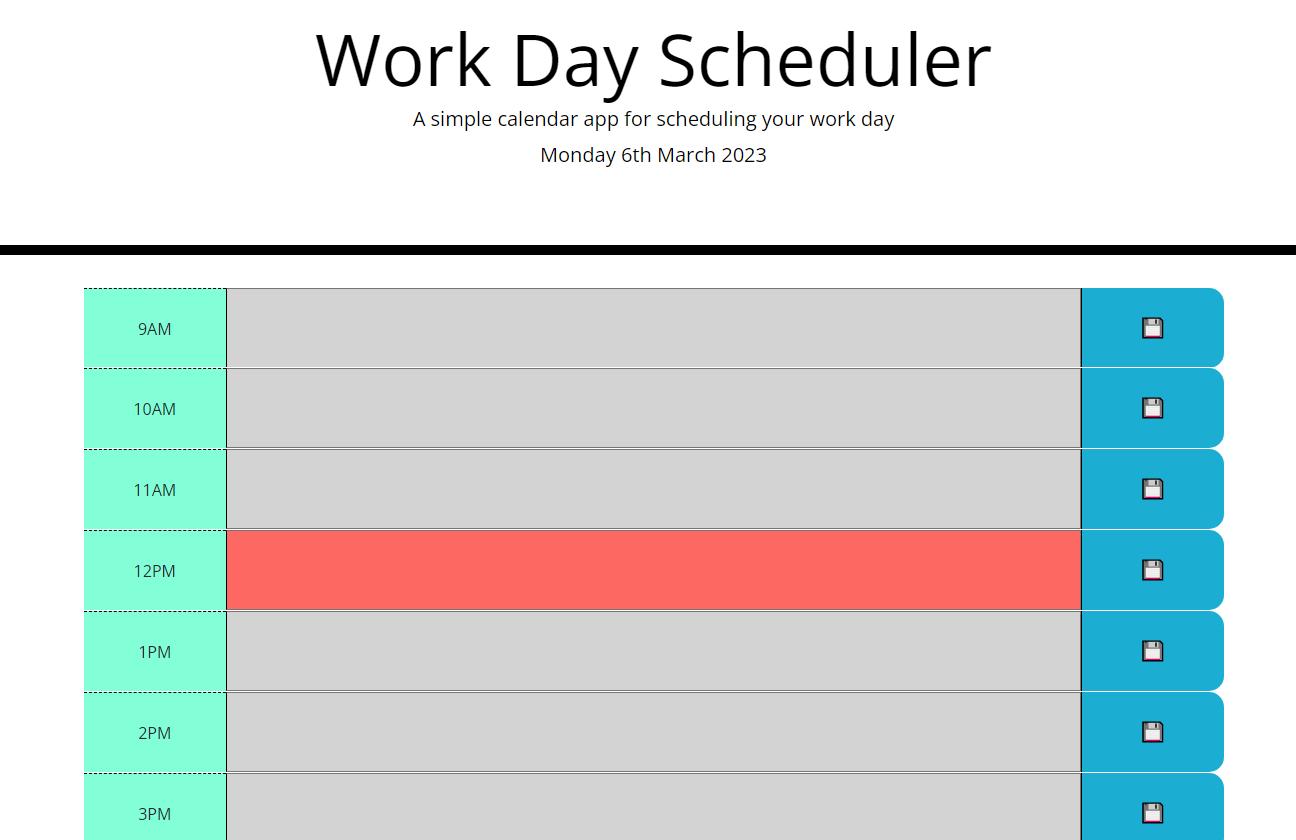 Work Day Scheduler
A simple calendar app for scheduling your work day
Monday 6th March 2023
9AM
10AM
11AM
12PM
1PM
2PM
3PM